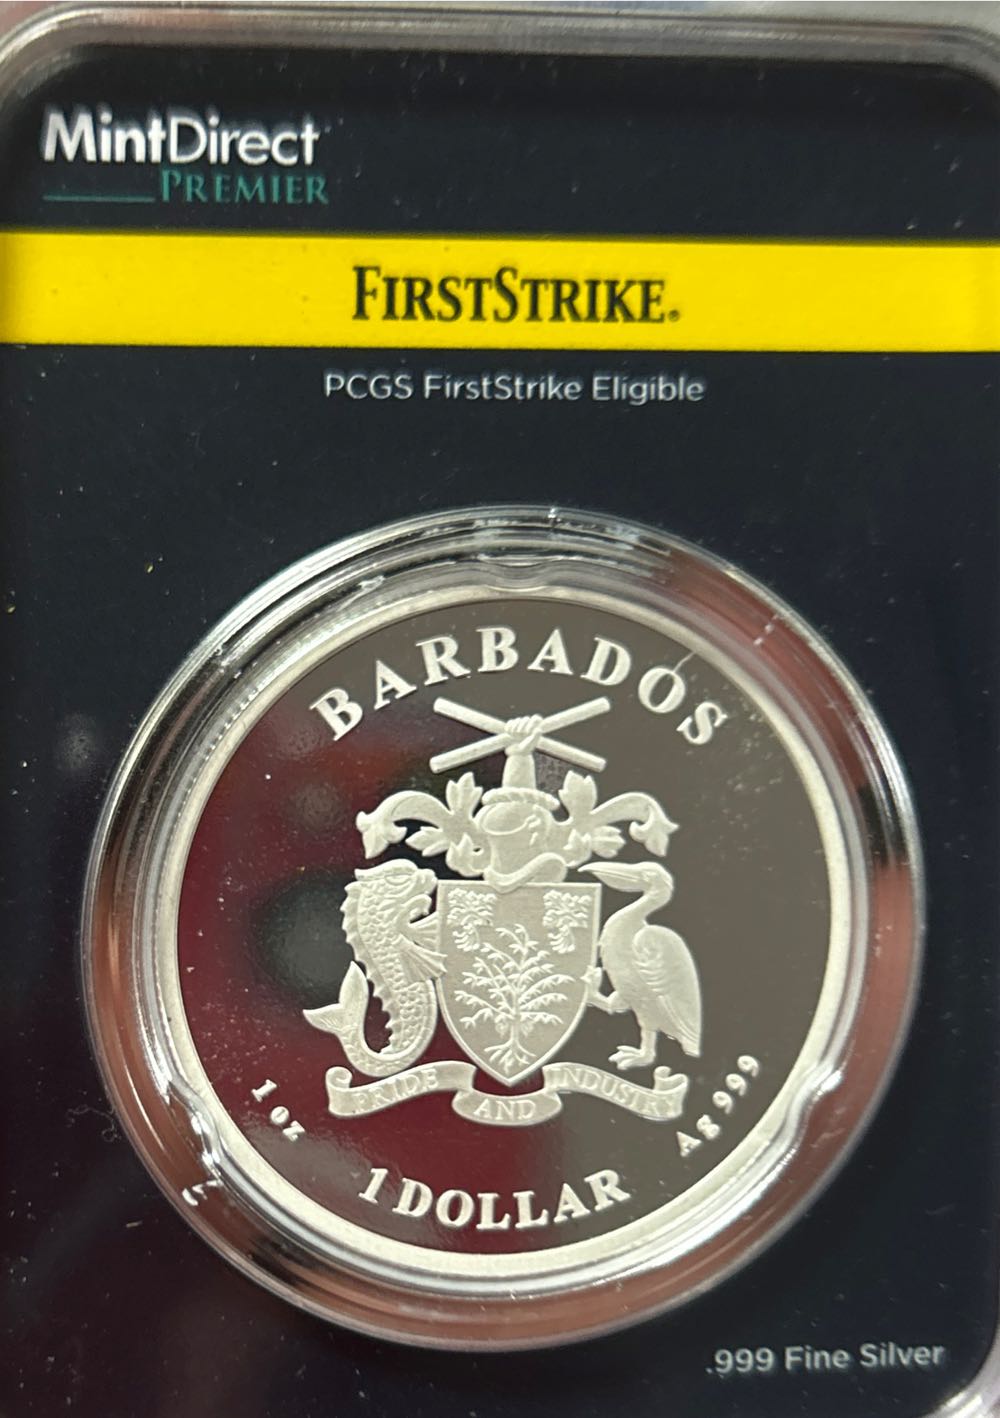 MintDirect
PREMIER
FIRSTSTRIKE®
PCGS FirstStrike Eligible
BARBADOS
PRIDE AND INDUSTRY
1 oz
Ag 999
1 DOLLAR
.999 Fine Silver